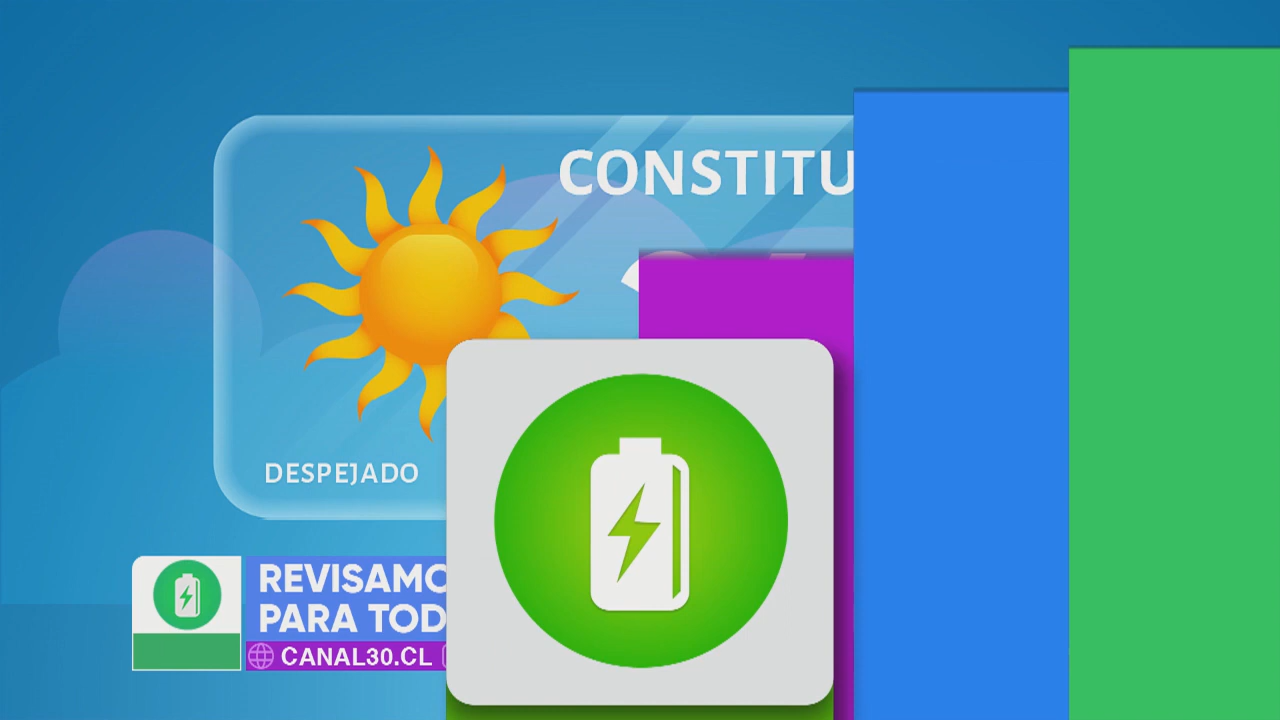 CONSTITU
DESPEJADO
REVISAMO
PARA TOD
CANAL30.CL